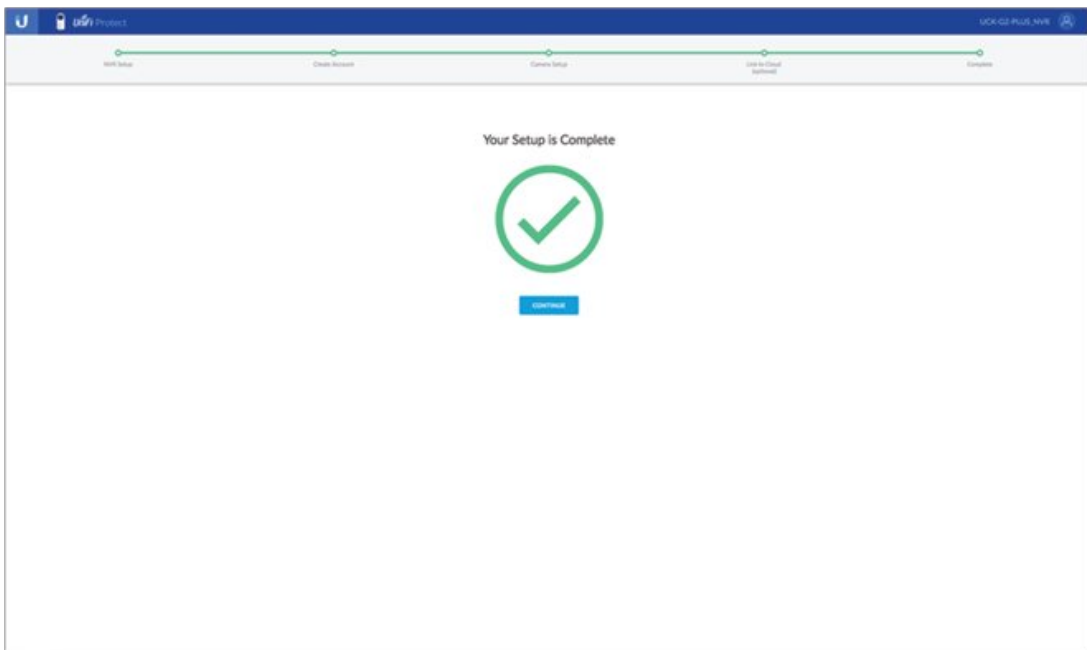 UniFi Protect
UCK-G2-PLUS_NVR
NVR Setup
Create Account
Camera Setup
Link to Cloud
(optional)
Complete
Your Setup is Complete
CONTINUE